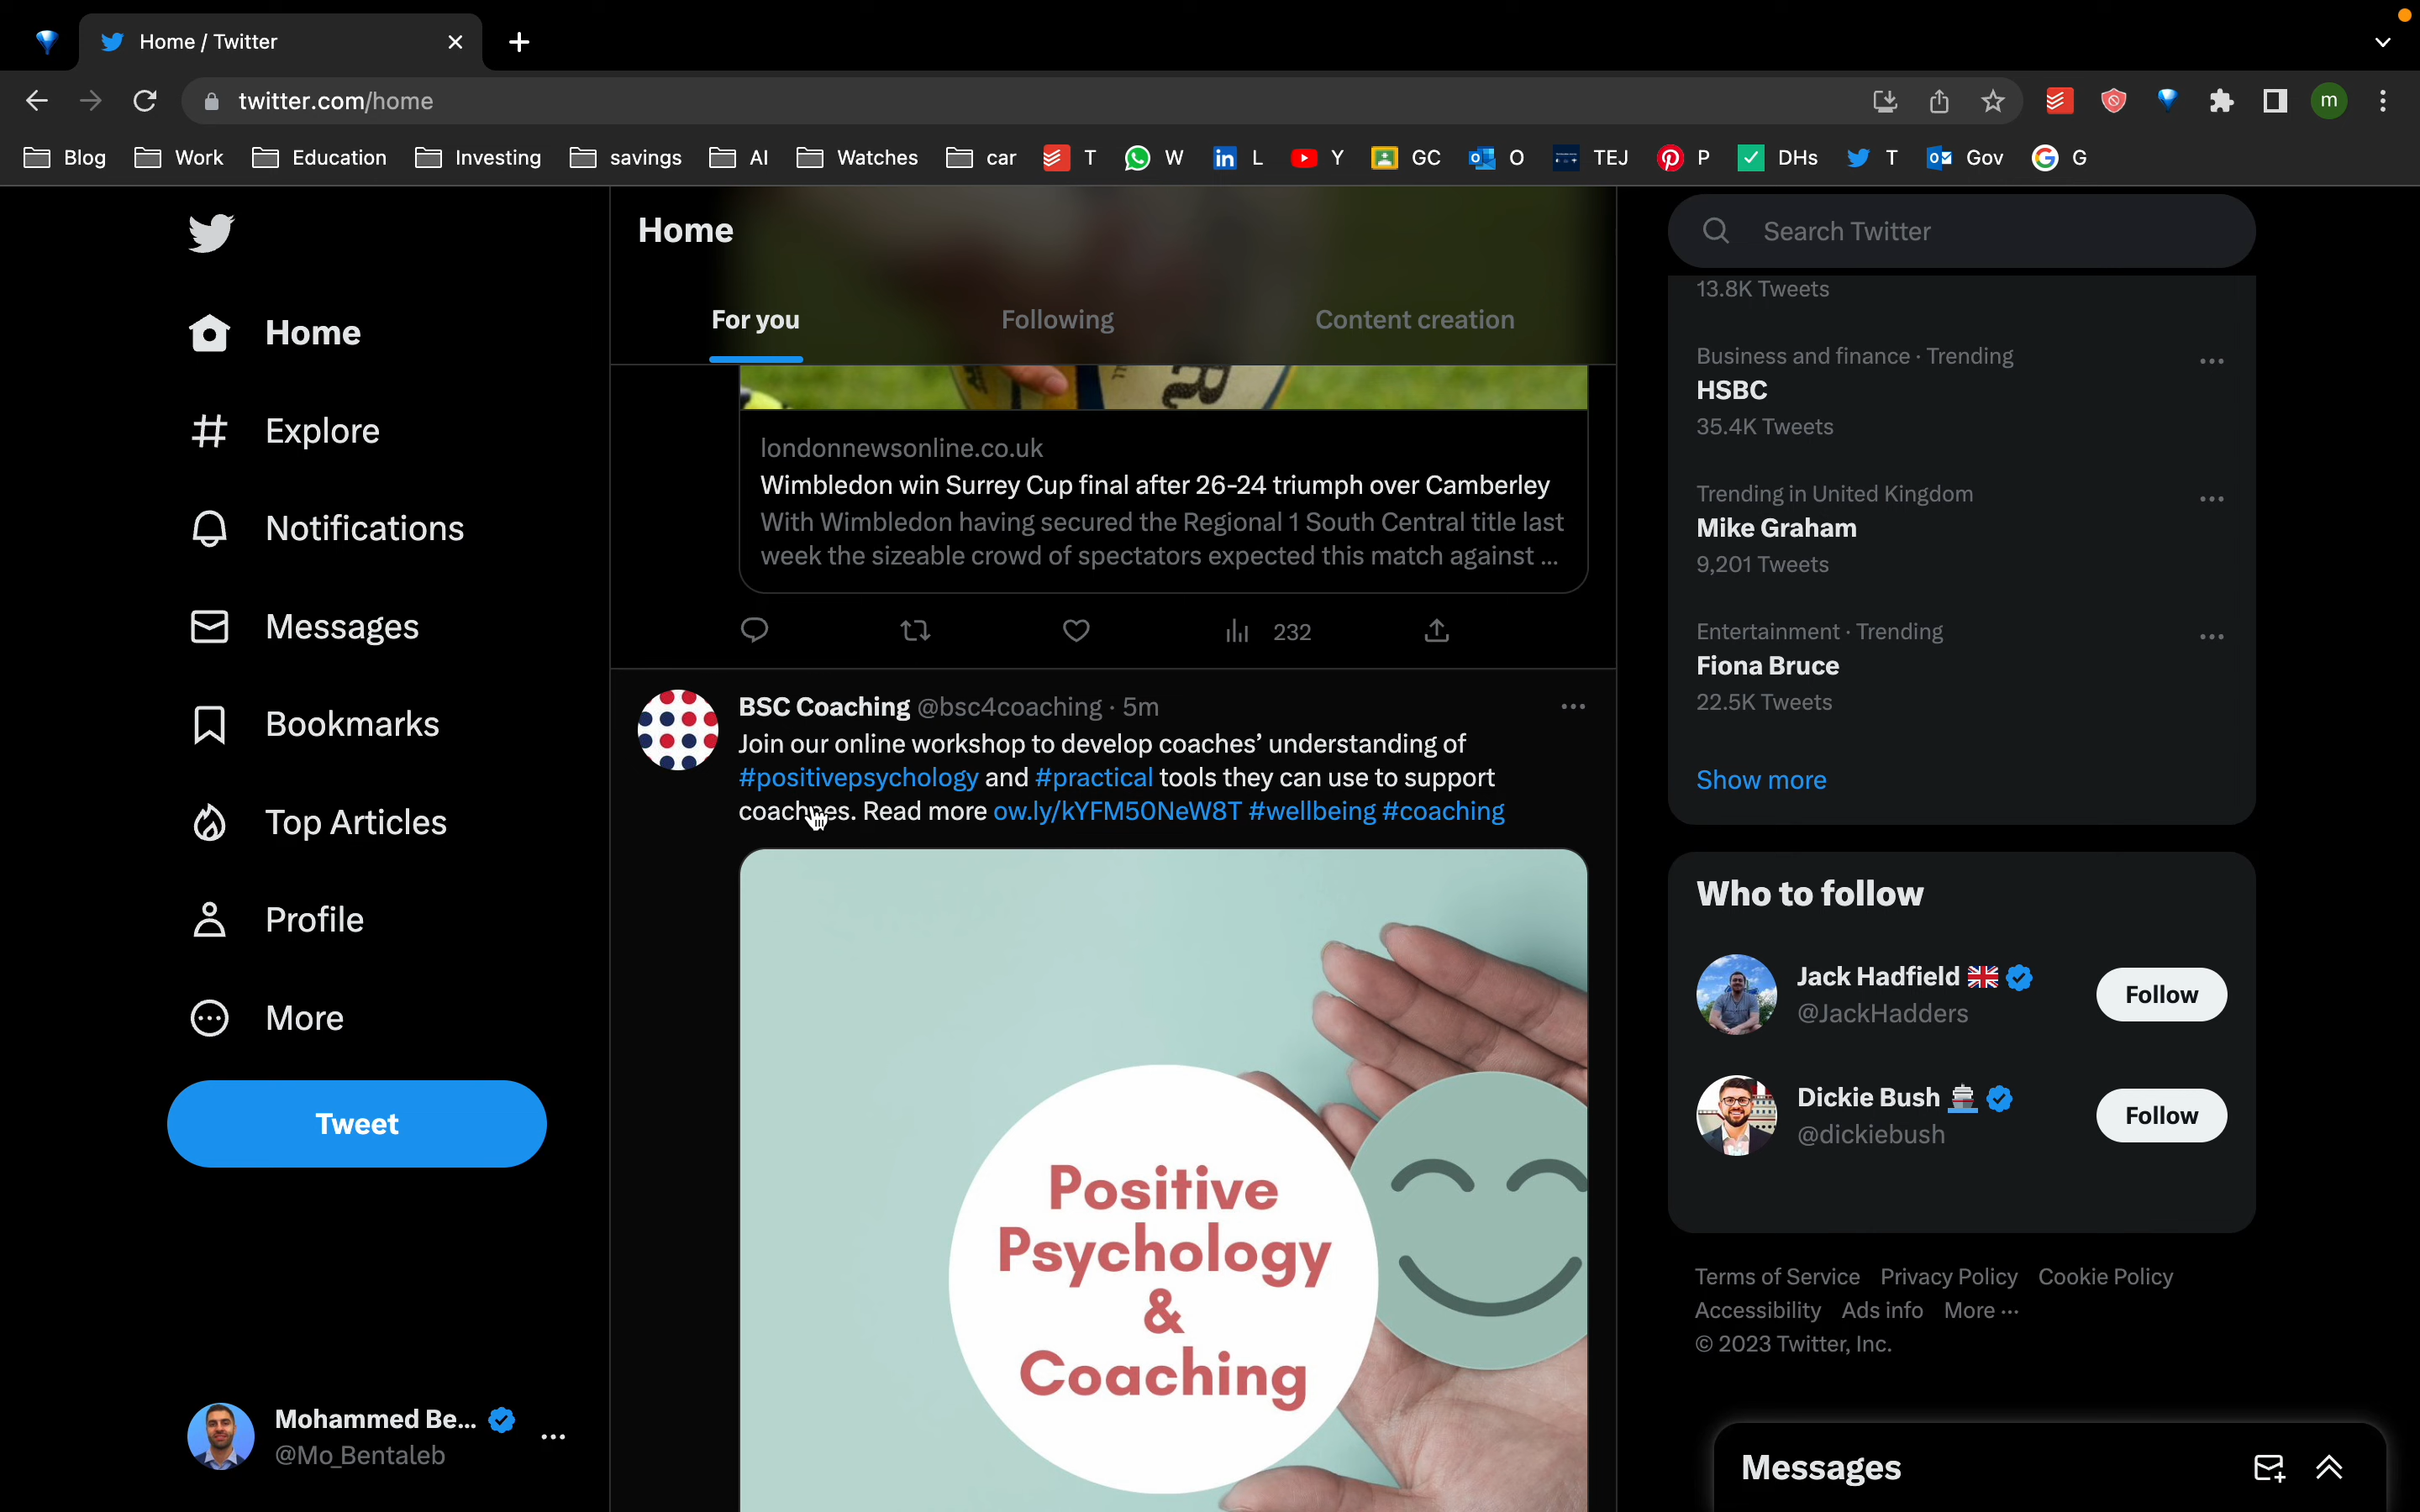 Home / Twitter
twitter.com/home
m
Blog Work Education Investing savings AI Watches car T W L Y GC O TEJ P DHs T Gov G
Home
Explore
Notifications
Messages
Bookmarks
Top Articles
Profile
More
Tweet
Mohammed Be...
@Mo_Bentaleb
Home
For you Following Content creation
londonnewsonline.co.uk
Wimbledon win Surrey Cup final after 26-24 triumph over Camberley
With Wimbledon having secured the Regional 1 South Central title last
week the sizeable crowd of spectators expected this match against ...
232
BSC Coaching @bsc4coaching · 5m
Join our online workshop to develop coaches’ understanding of
#positivepsychology and #practical tools they can use to support
coachees. Read more ow.ly/kYFM50NeW8T #wellbeing #coaching
Positive
Psychology
&
Coaching
Search Twitter
13.8K Tweets
Business and finance · Trending
HSBC
35.4K Tweets
Trending in United Kingdom
Mike Graham
9,201 Tweets
Entertainment · Trending
Fiona Bruce
22.5K Tweets
Show more
Who to follow
Jack Hadfield 🇬🇧
@JackHadders
Follow
Dickie Bush 🚢
@dickiebush
Follow
Terms of Service Privacy Policy Cookie Policy
Accessibility Ads info More ···
© 2023 Twitter, Inc.
Messages